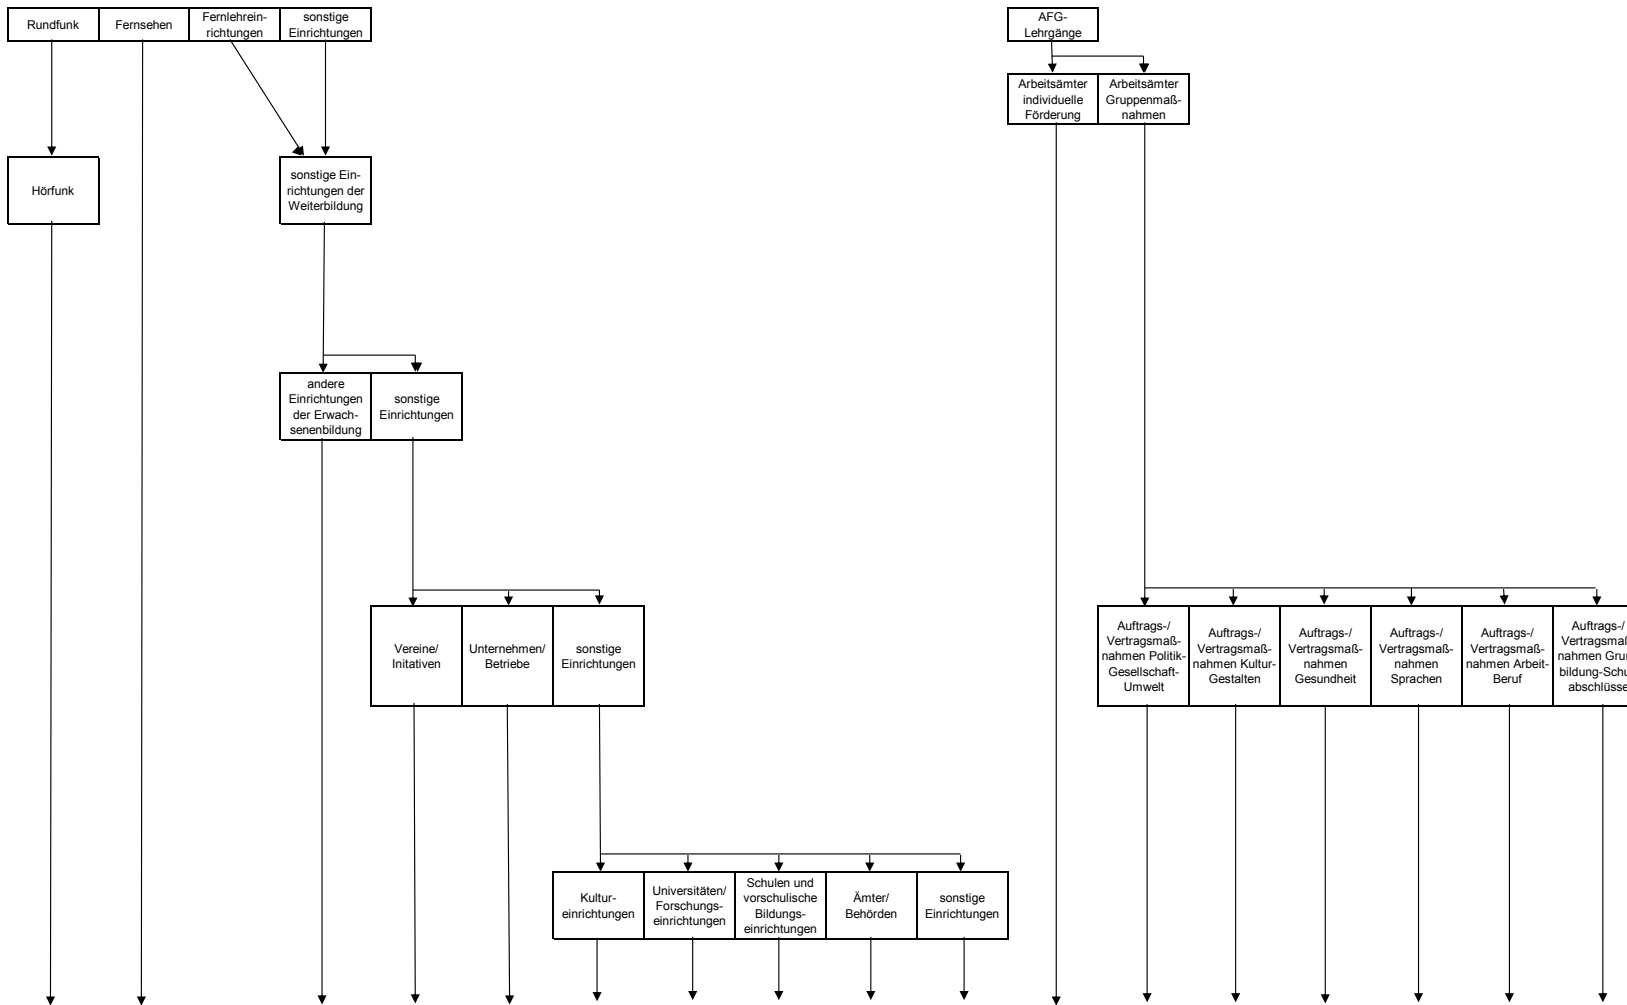 Rundfunk
Fernsehen
Fernlehrein-
richtungen
sonstige
Einrichtungen
AFG-
Lehrgänge
Arbeitsämter
individuelle
Förderung
Arbeitsämter
Gruppenmaß-
nahmen
Hörfunk
sonstige Ein-
richtungen der
Weiterbildung
andere
Einrichtungen
der Erwach-
senenbildung
sonstige
Einrichtungen
Vereine/
Initativen
Unternehmen/
Betriebe
sonstige
Einrichtungen
Auftrags-/
Vertragsmaß-
nahmen Politik-
Gesellschaft-
Umwelt
Auftrags-/
Vertragsmaß-
nahmen Kultur-
Gestalten
Auftrags-/
Vertragsmaß-
nahmen
Gesundheit
Auftrags-/
Vertragsmaß-
nahmen
Sprachen
Auftrags-/
Vertragsmaß-
nahmen Arbeit-
Beruf
Auftrags-/
nahmen
Kultur-
einrichtungen
Universitäten/
Forschungs-
einrichtungen
Schulen und
vorschulische
Bildungs-
einrichtungen
Ämter/
Behörden
sonstige
Einrichtungen